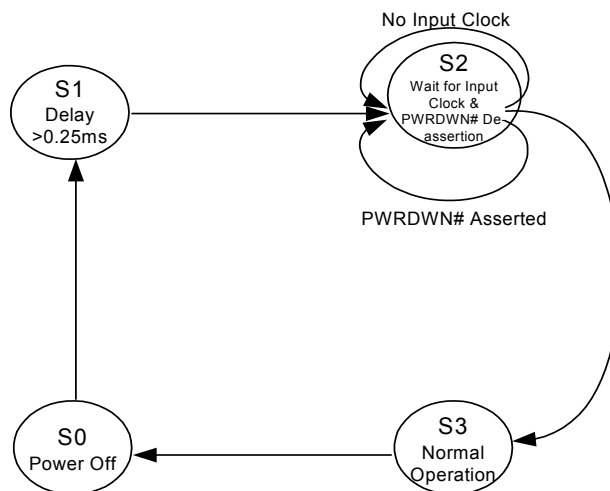 No Input Clock
S1
Delay
>0.25ms
S2
Wait for Input
Clock &
PWRDWN# De-
assertion
PWRDWN# Asserted
S0
Power Off
S3
Normal
Operation